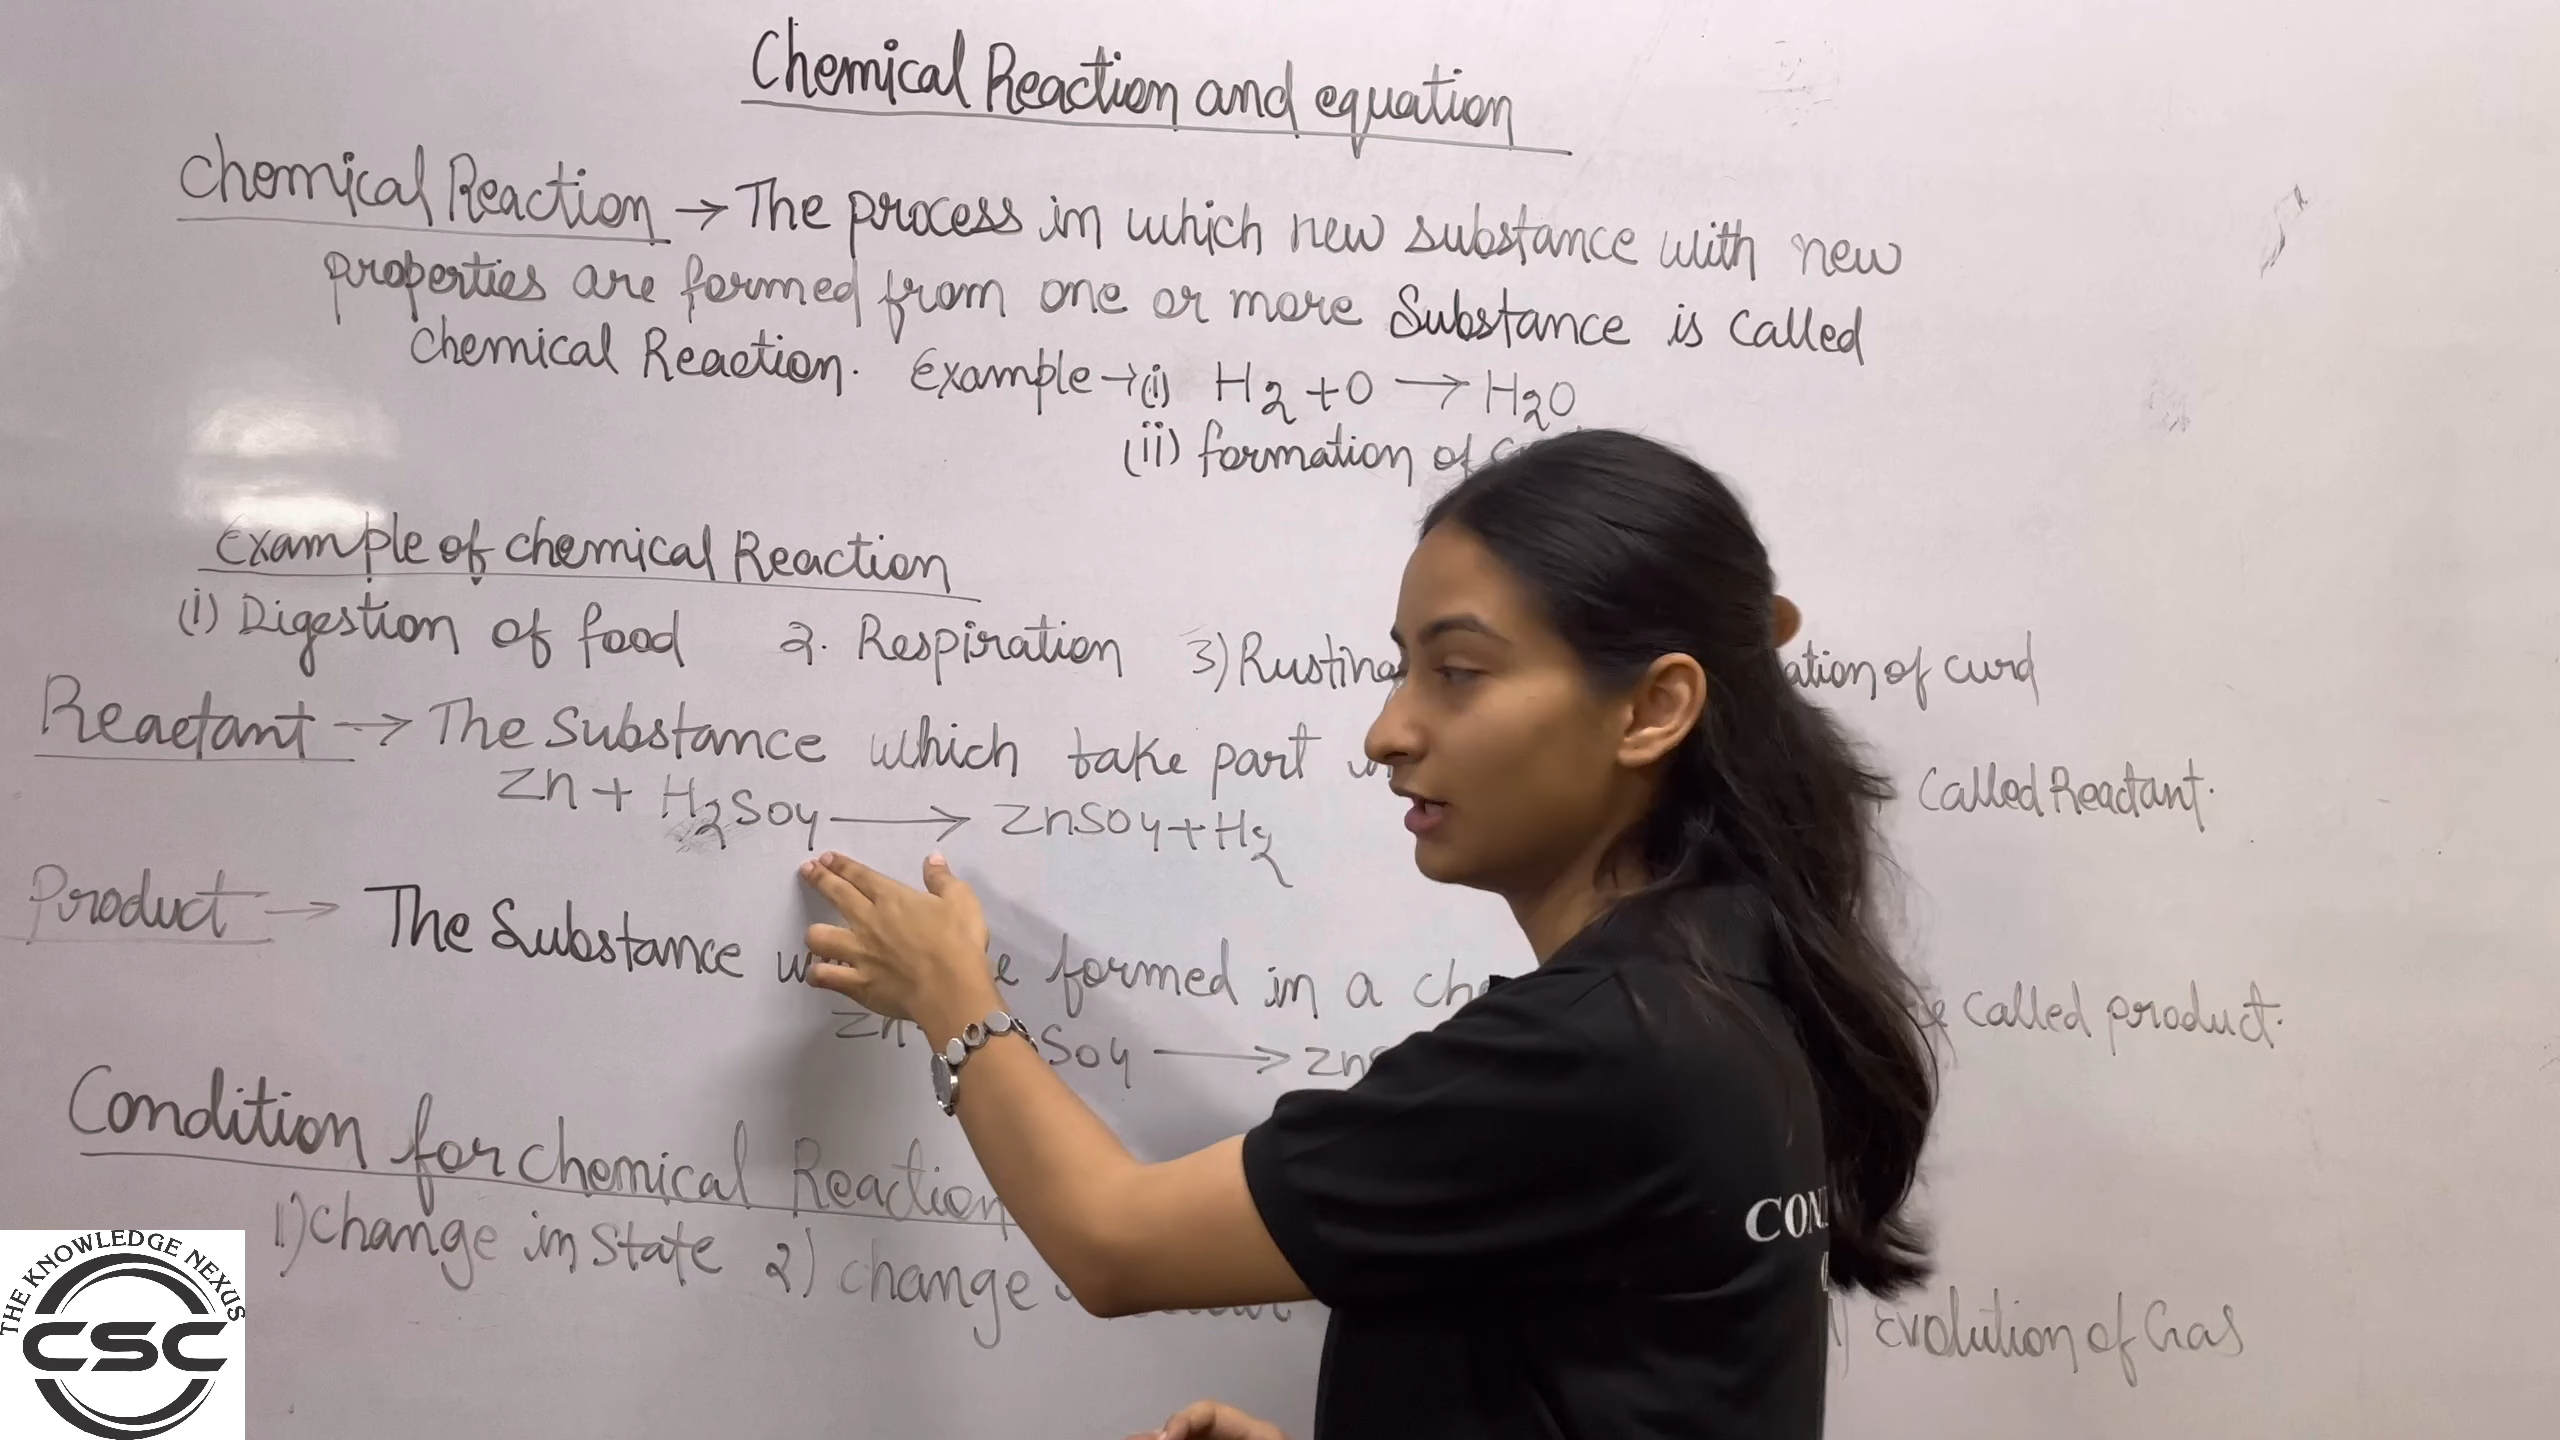 Chemical Reaction and equation
Chemical Reaction → The process in which new substance with new
properties are formed from one or more Substance is called
chemical Reaction. Example →(i) H2 + O → H2O
(ii) formation of
Example of chemical Reaction
(i) Digestion of food 2. Respiration 3) Rusting of curd
Reactant → The Substance which take part called Reactant.
Zn + H2SO4 → ZnSO4 + H2
Product → The Substance formed in a called product.
Zn SO4 →
Condition for chemical Reaction
1) change in state 2) change Evolution of Gas
THE KNOWLEDGE NEXUS
CSC